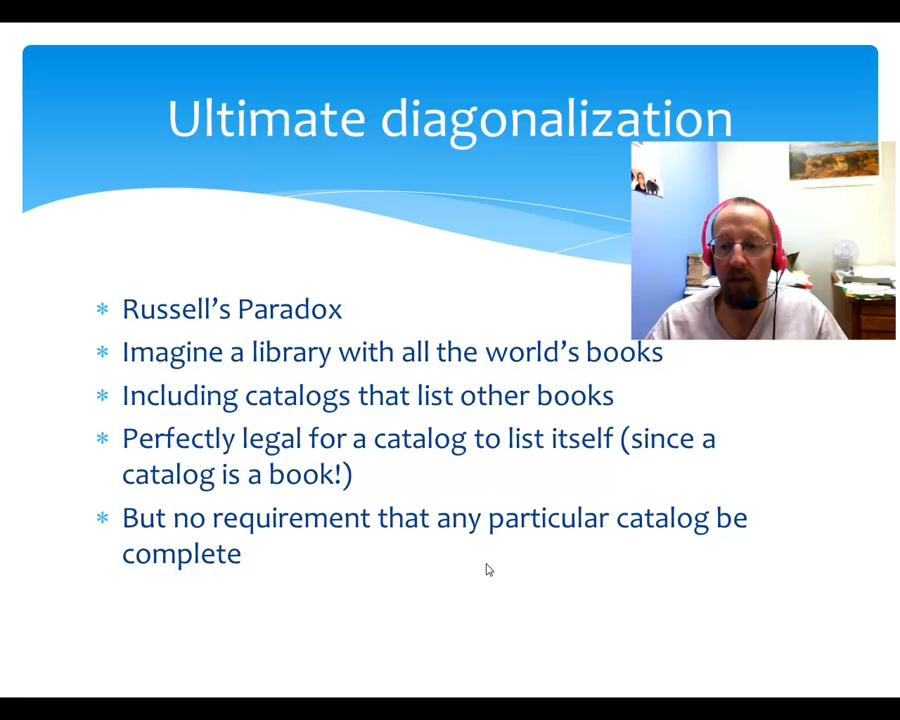 Ultimate diagonalization
* Russell’s Paradox
* Imagine a library with all the world’s books
* Including catalogs that list other books
* Perfectly legal for a catalog to list itself (since a
catalog is a book!)
* But no requirement that any particular catalog be
complete